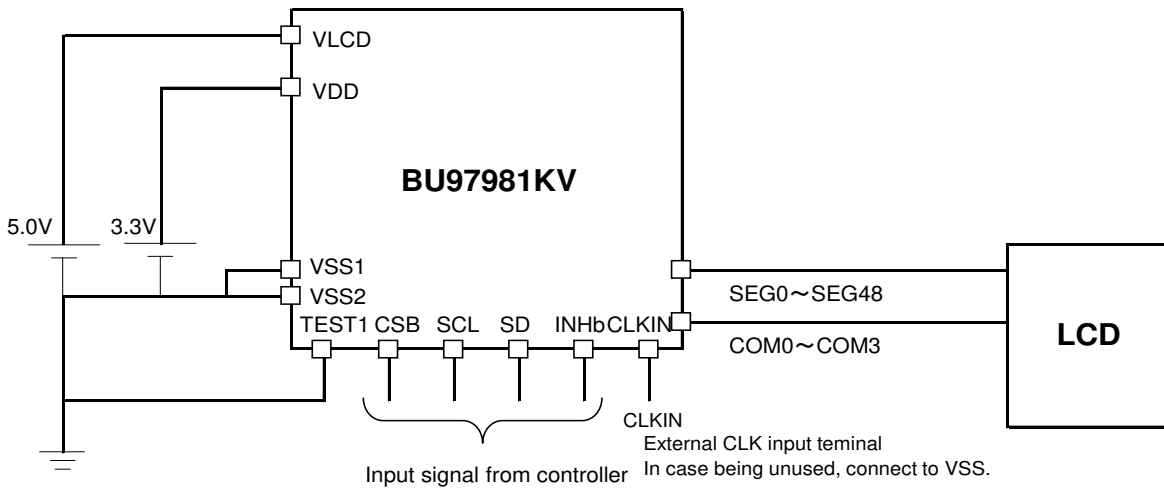 VLCD
VDD
BU97981KV
5.0V
3.3V
VSS1
VSS2
TEST1 CSB SCL SD INHb CLKIN
SEG0～SEG48
COM0～COM3
LCD
CLKIN
External CLK input teminal
In case being unused, connect to VSS.
Input signal from controller